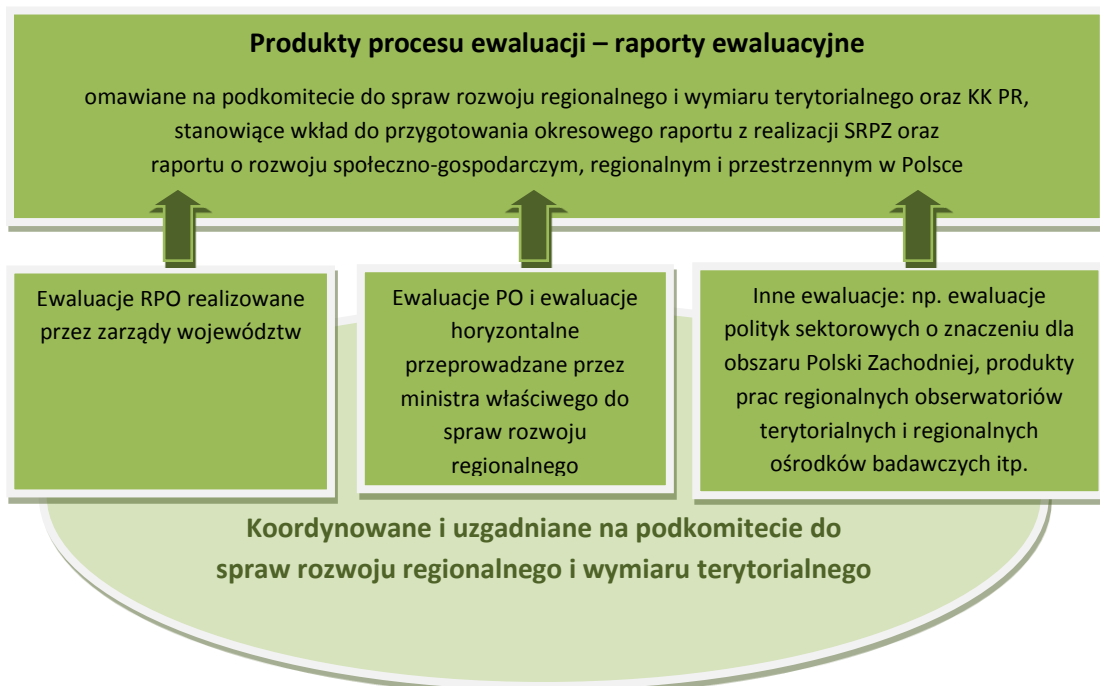 Produkty procesu ewaluacji – raporty ewaluacyjne
omawiane na podkomitecie do spraw rozwoju regionalnego i wymiaru terytorialnego oraz KK PR,
stanowiące wkład do przygotowania okresowego raportu z realizacji SRPZ oraz
raportu o rozwoju społeczno-gospodarczym, regionalnym i przestrzennym w Polsce
Ewaluacje RPO realizowane
przez zarządy województw
Ewaluacje PO i ewaluacje
horyzontalne
przeprowadzane przez
ministra właściwego do
spraw rozwoju
regionalnego
Inne ewaluacje: np. ewaluacje
polityk sektorowych o znaczeniu dla
obszaru Polski Zachodniej, produkty
prac regionalnych obserwatoriów
terytorialnych i regionalnych
ośrodków badawczych itp.
Koordynowane i uzgadniane na podkomitecie do
spraw rozwoju regionalnego i wymiaru terytorialnego